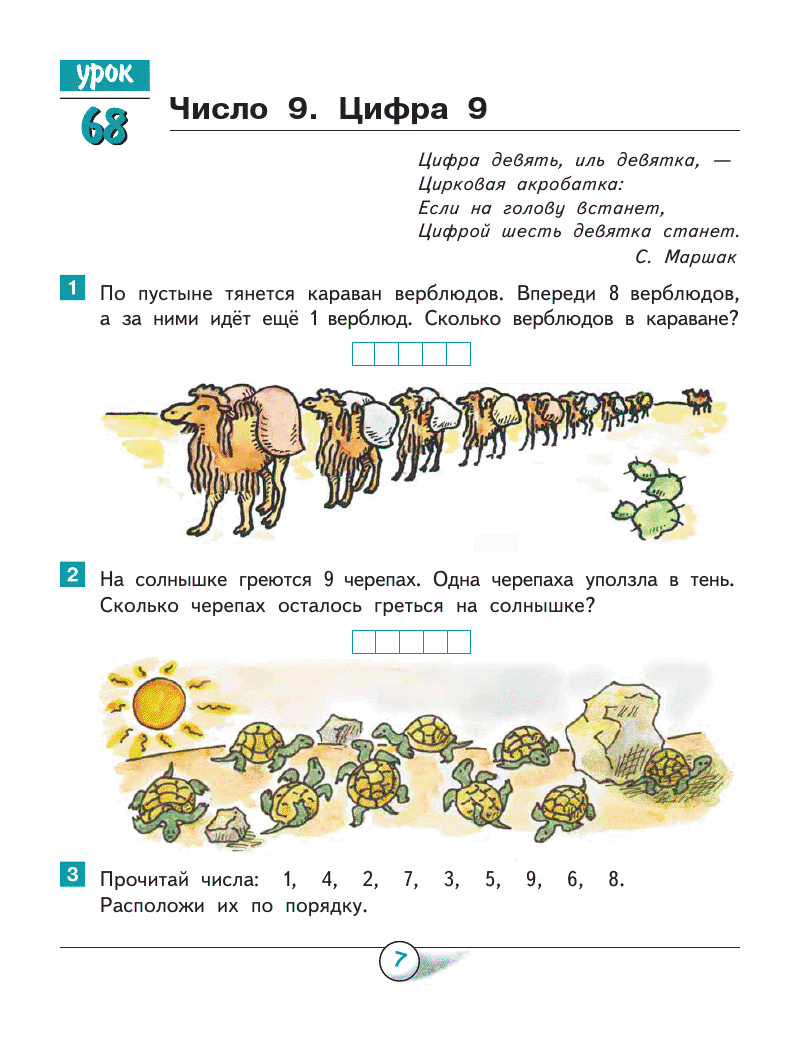 урок
68
Число 9. Цифра 9
Цифра девять, иль девятка, —
Цирковая акробатка:
Если на голову встанет,
Цифрой шесть девятка станет.
С. Маршак
1
По пустыне тянется караван верблюдов. Впереди 8 верблюдов,
а за ними идёт ещё 1 верблюд. Сколько верблюдов в караване?
2
На солнышке греются 9 черепах. Одна черепаха уползла в тень.
Сколько черепах осталось греться на солнышке?
3
Прочитай числа: 1, 4, 2, 7, 3, 5, 9, 6, 8.
Расположи их по порядку.
7